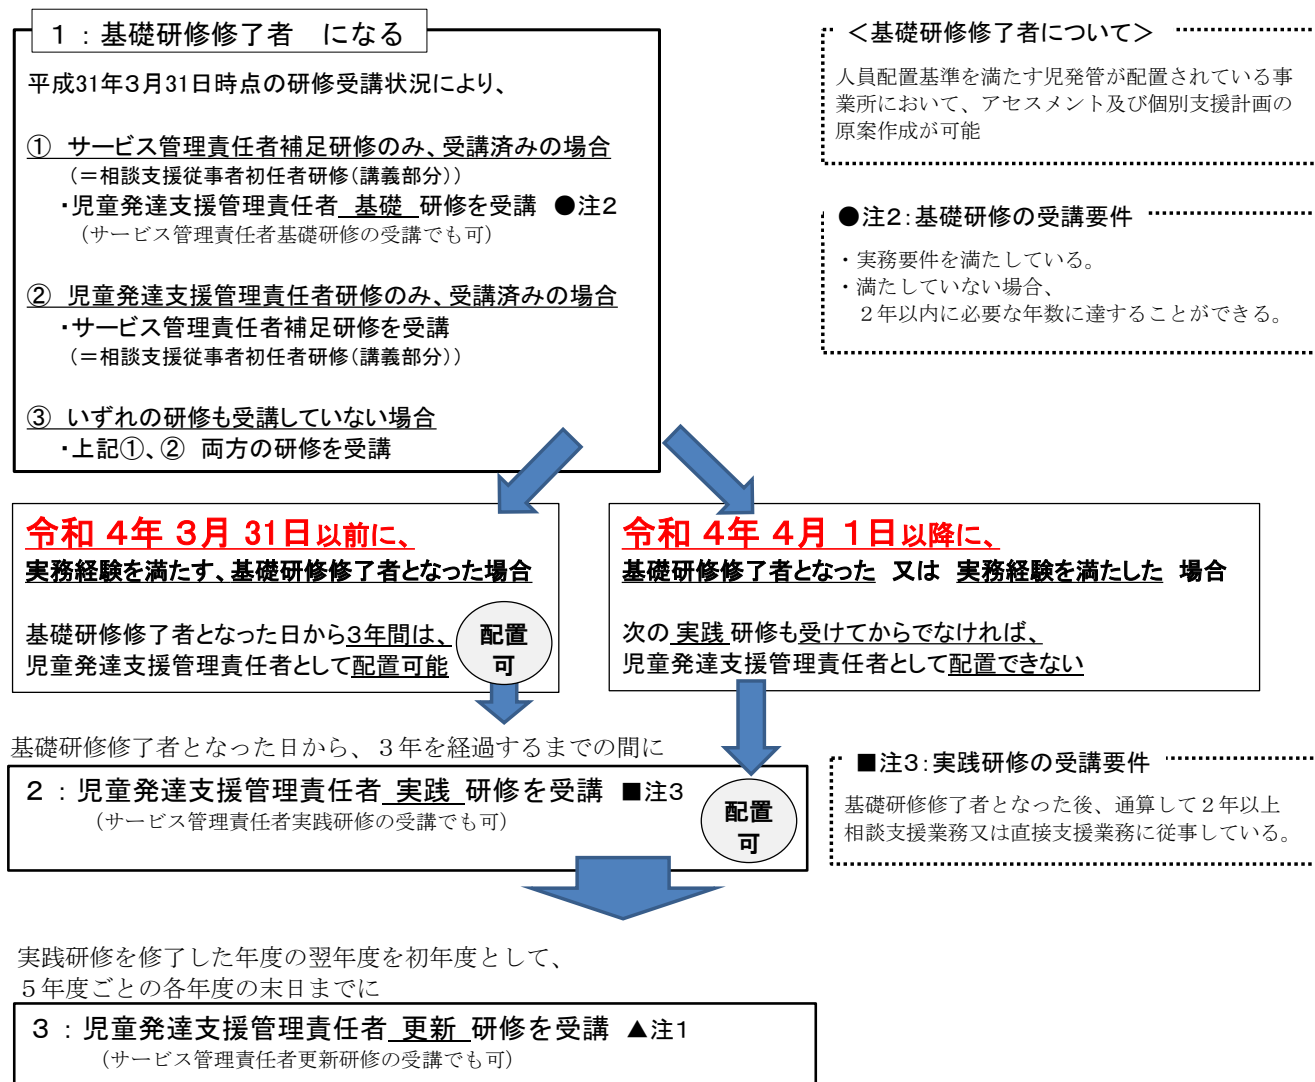 1 : 基礎研修修了者　になる
平成31年3月31日時点の研修受講状況により、
①　サービス管理責任者補足研修のみ、受講済みの場合
(＝相談支援従事者初任者研修(講義部分))
・児童発達支援管理責任者 基礎 研修を受講　●注2
(サービス管理責任者基礎研修の受講でも可)
②　児童発達支援管理責任者研修のみ、受講済みの場合
・サービス管理責任者補足研修を受講
(＝相談支援従事者初任者研修(講義部分))
③　いずれの研修も受講していない場合
・上記①、② 両方の研修を受講
＜基礎研修修了者について＞
人員配置基準を満たす児発管が配置されている事
業所において、アセスメント及び個別支援計画の
原案作成が可能
●注2：基礎研修の受講要件
・実務要件を満たしている。
・満たしていない場合、
２年以内に必要な年数に達することができる。
令和 4年 3月 31日以前に、
実務経験を満たす、基礎研修修了者となった場合
基礎研修修了者となった日から3年間は、
児童発達支援管理責任者として配置可能
配置
可
令和 4年 4月 1日以降に、
基礎研修修了者となった 又は 実務経験を満たした 場合
次の 実践 研修も受けてからでなければ、
児童発達支援管理責任者として配置できない
基礎研修修了者となった日から、３年を経過するまでの間に
2 : 児童発達支援管理責任者 実践 研修を受講　■注3
(サービス管理責任者実践研修の受講でも可)
配置
可
■注3：実践研修の受講要件
基礎研修修了者となった後、通算して２年以上
相談支援業務又は直接支援業務に従事している。
実践研修を修了した年度の翌年度を初年度として、
５年度ごとの各年度の末日までに
3 : 児童発達支援管理責任者 更新 研修を受講　▲注1
(サービス管理責任者更新研修の受講でも可)